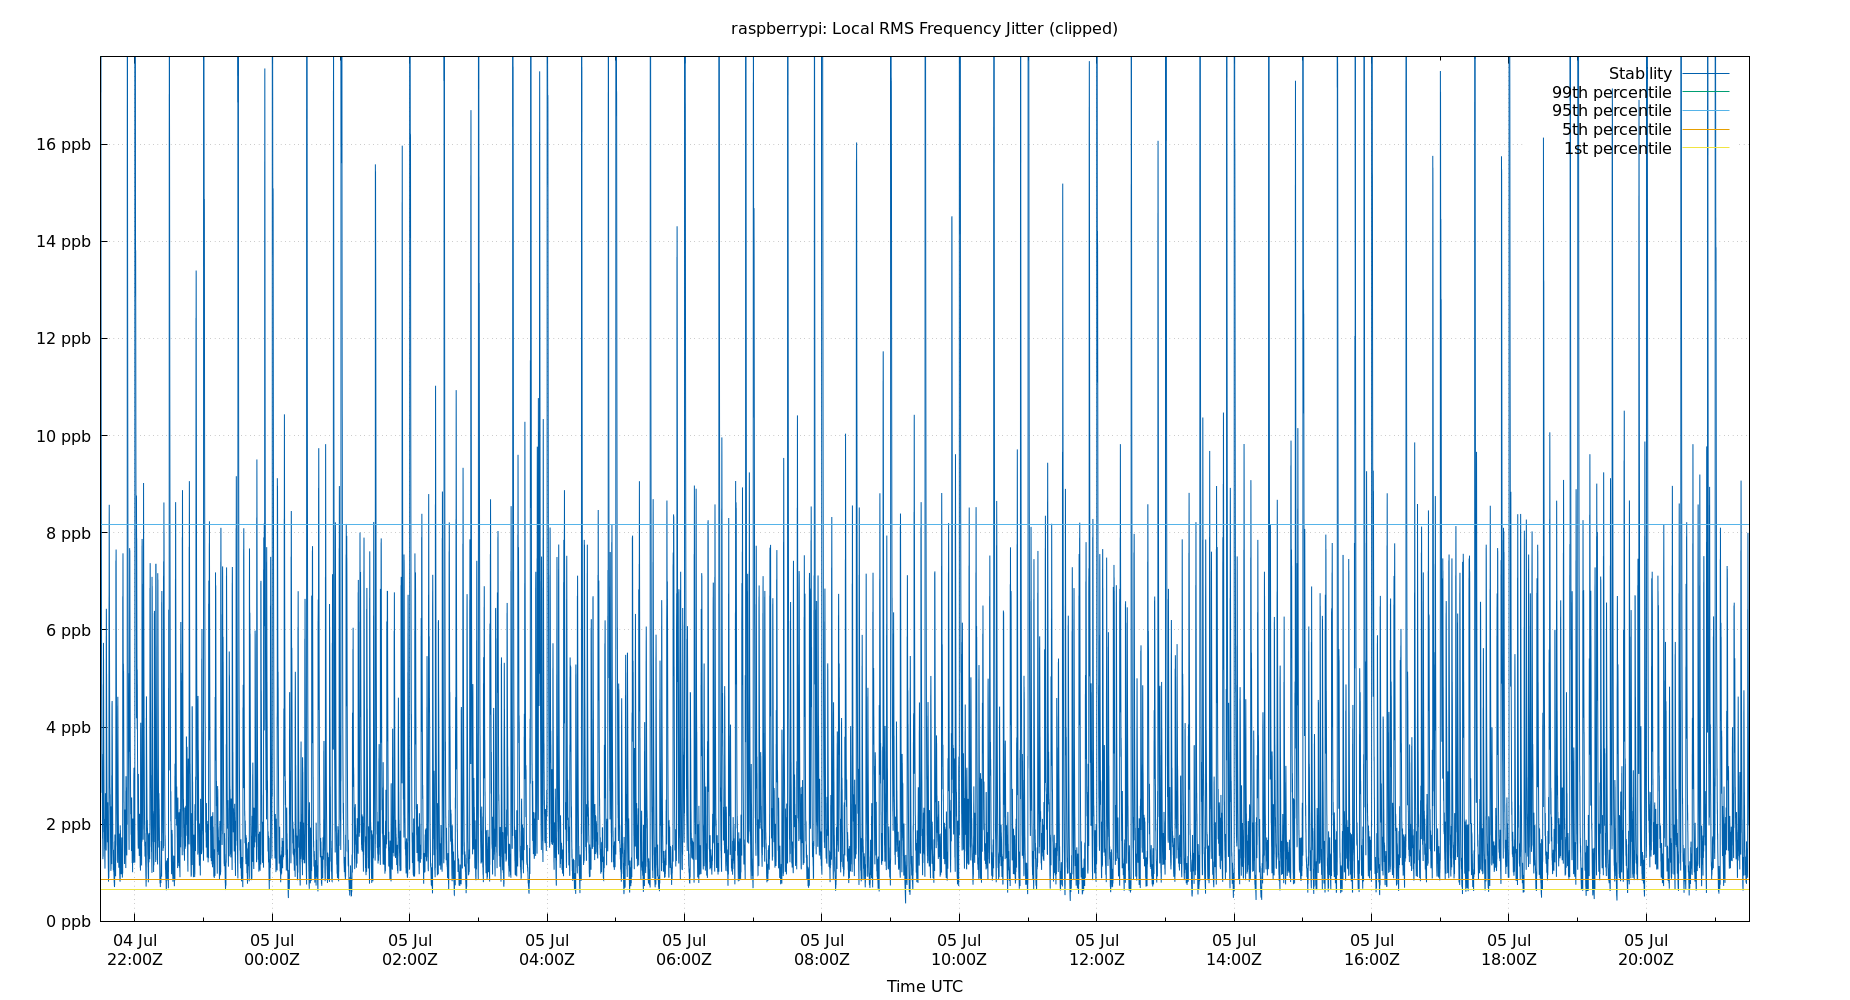 raspberrypi: Local RMS Frequency Jitter (clipped)
Stability
99th percentile
95th percentile
5th percentile
1st percentile
16 ppb
14 ppb
12 ppb
10 ppb
8 ppb
6 ppb
4 ppb
2 ppb
0 ppb
04 Jul 05 Jul 05 Jul 05 Jul 05 Jul 05 Jul 05 Jul 05 Jul 05 Jul 05 Jul 05 Jul 05 Jul
22:00Z 00:00Z 02:00Z 04:00Z 06:00Z 08:00Z 10:00Z 12:00Z 14:00Z 16:00Z 18:00Z 20:00Z
Time UTC